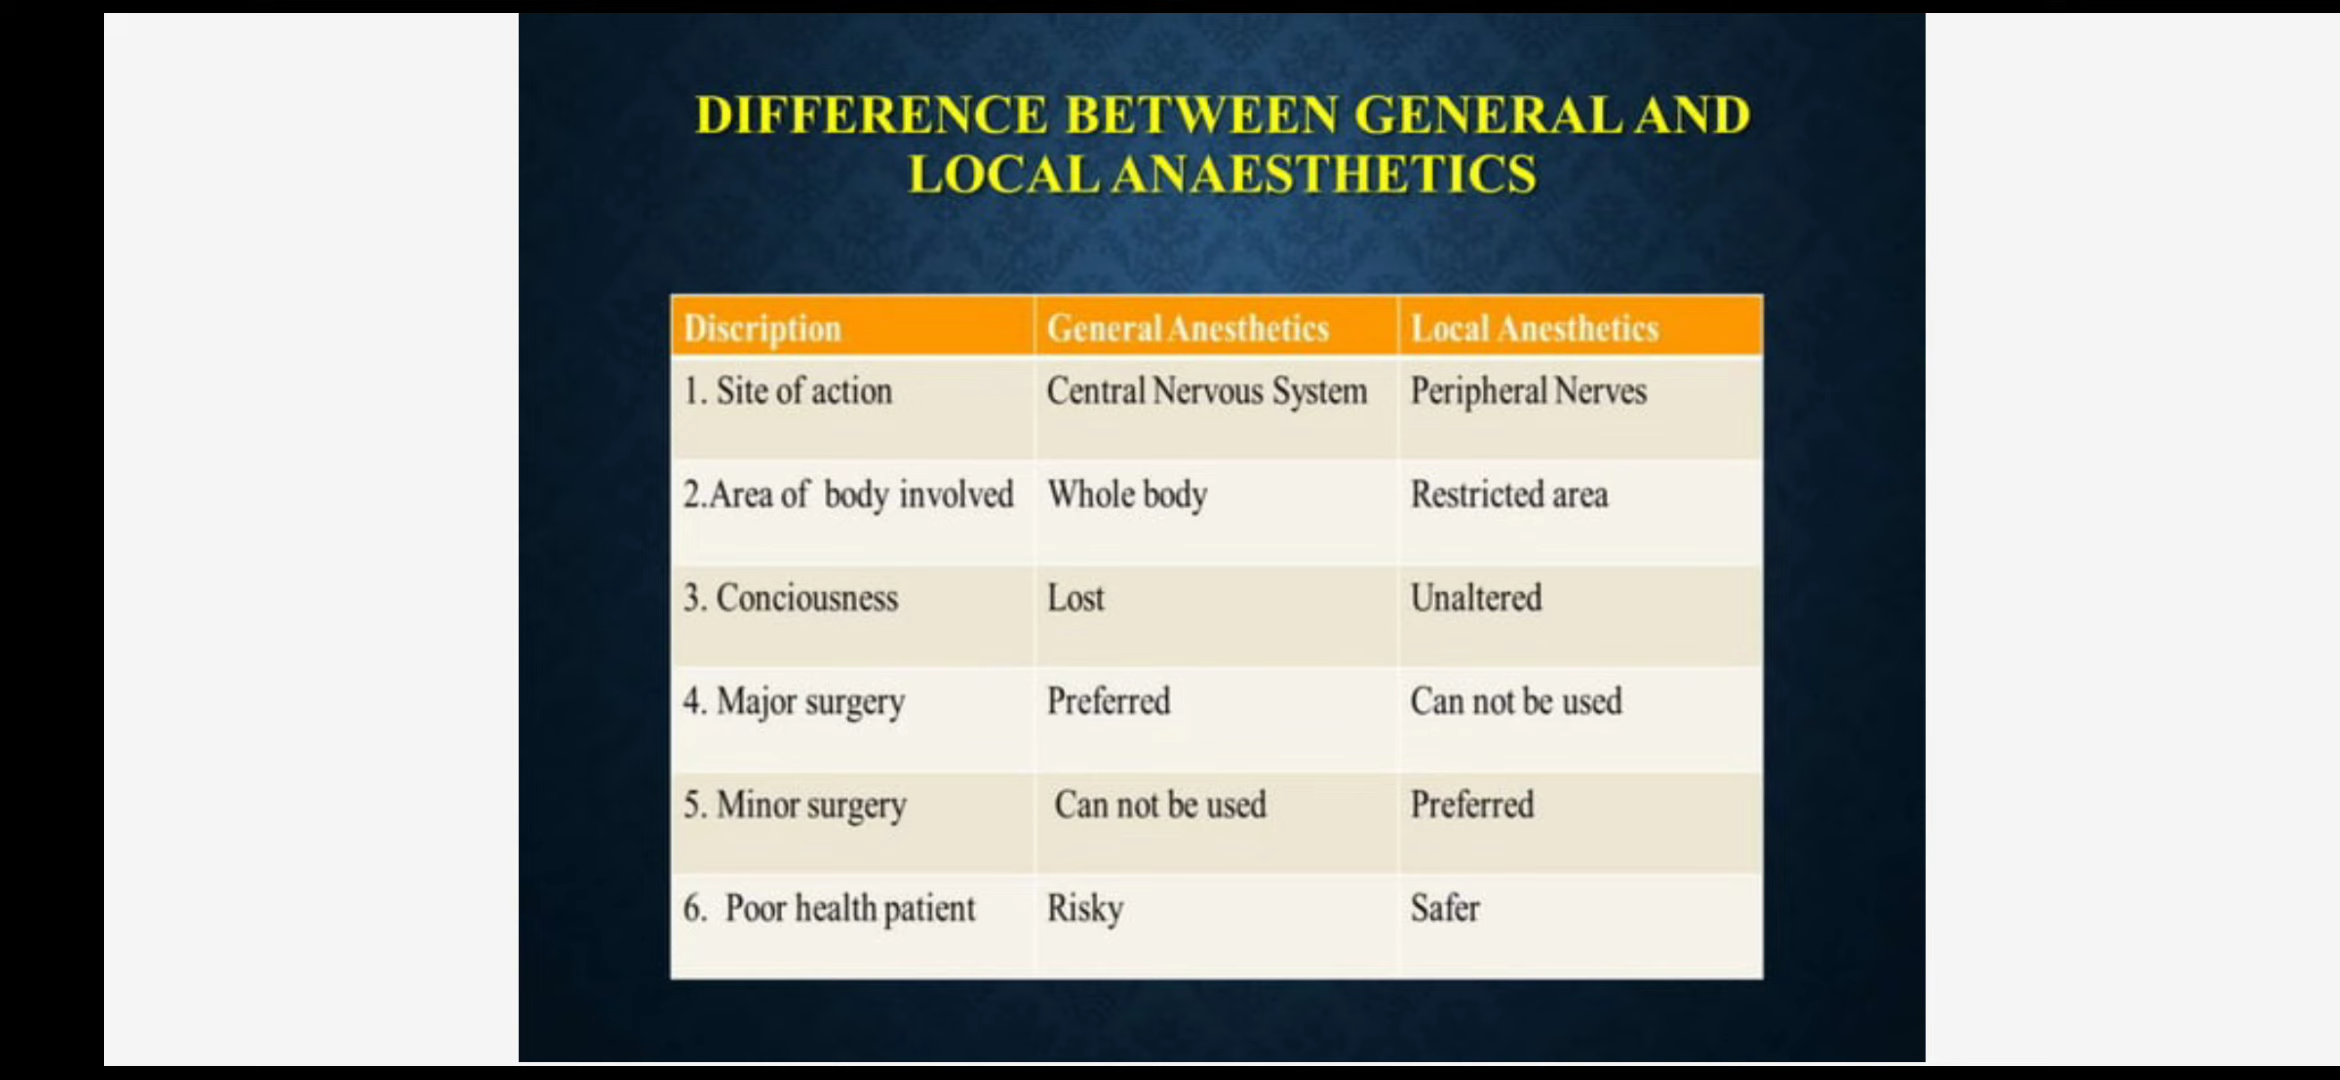 DIFFERENCE BETWEEN GENERAL AND
LOCAL ANAESTHETICS
Discription General Anesthetics Local Anesthetics
1. Site of action Central Nervous System Peripheral Nerves
2.Area of body involved Whole body Restricted area
3. Conciousness Lost Unaltered
4. Major surgery Preferred Can not be used
5. Minor surgery Can not be used Preferred
6. Poor health patient Risky Safer